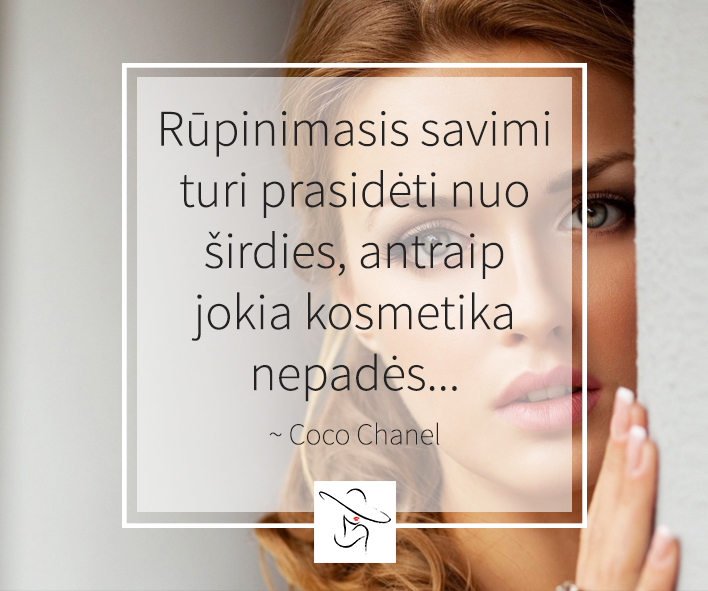 Rūpinimasis savimi
turi prasidėti nuo
širdies, antraip
jokia kosmetika
nepadės...
~ Coco Chanel